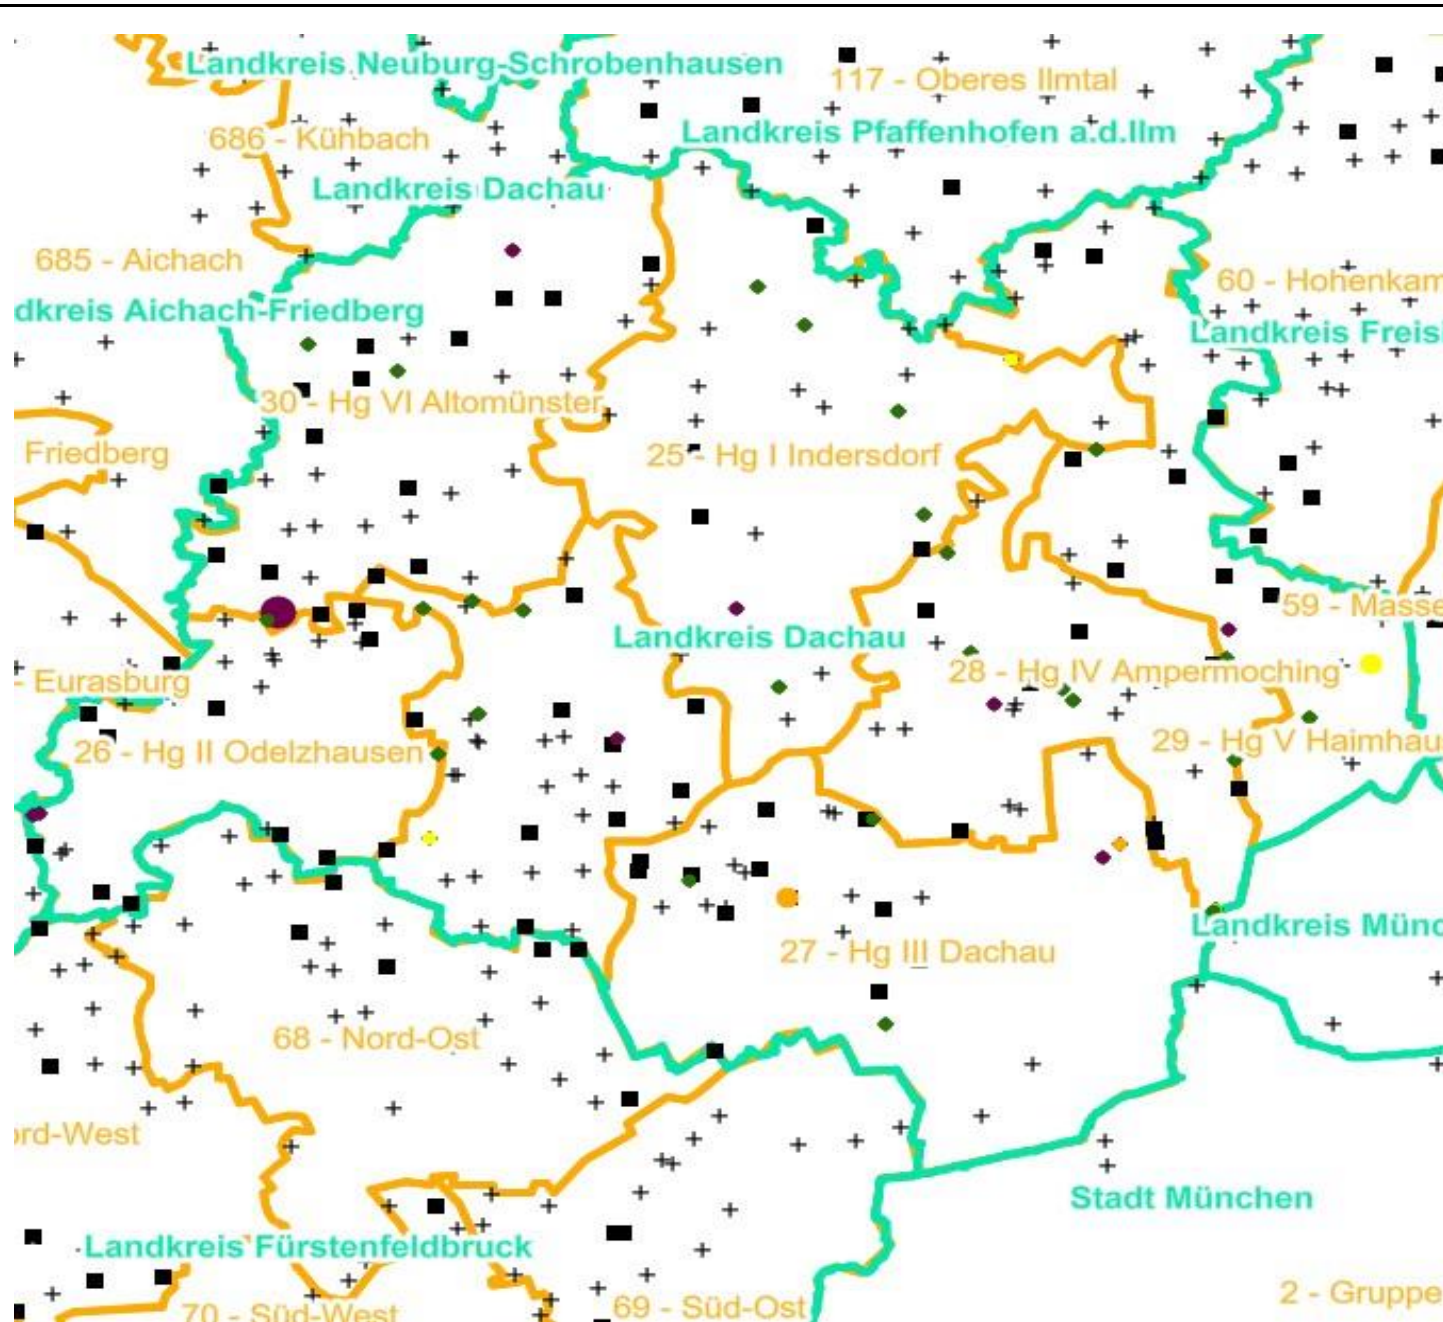 Landkreis Neuburg-Schrobenhausen
117 - Oberes Ilmtal
686 - Kühbach
Landkreis Pfaffenhofen a.d.Ilm
Landkreis Dachau
685 - Aichach
60 - Hohenkam
dkreis Aichach-Friedberg
Landkreis Freis
30 - Hg VI Altomünster
Friedberg
25 - Hg I Indersdorf
59 - Masse
Landkreis Dachau
28 - Hg IV Ampermoching
- Eurasburg
29 - Hg V Haimhau
26 - Hg II Odelzhausen
Landkreis Münc
27 - Hg III Dachau
68 - Nord-Ost
ord-West
Stadt München
Landkreis Fürstenfeldbruck
2 - Gruppe
69 - Süd-Ost
70 - Süd-West